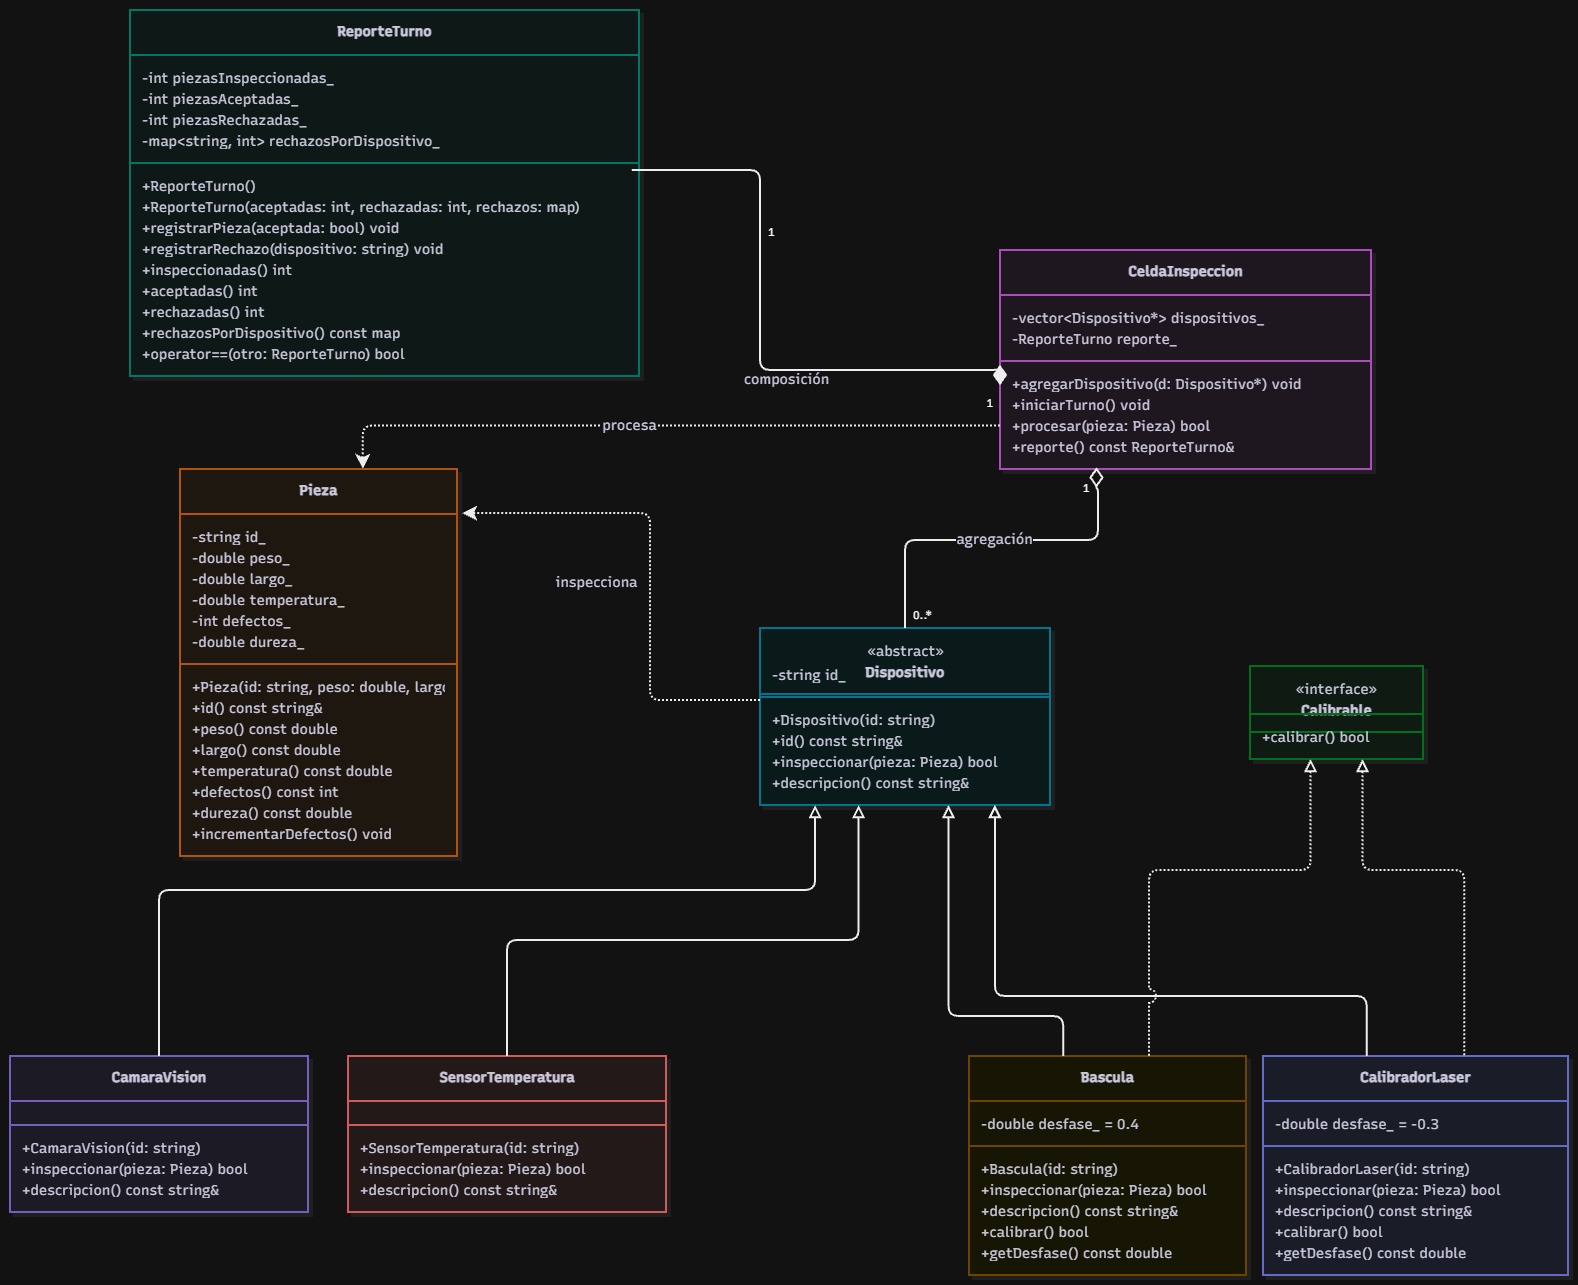 ReporteTurno
-int piezasInspeccionadas_
-int piezasAceptadas_
-int piezasRechazadas_
-map<string, int> rechazosPorDispositivo_
+ReporteTurno()
+ReporteTurno(aceptadas: int, rechazadas: int, rechazos: map)
+registrarPieza(aceptada: bool) void
+registrarRechazo(dispositivo: string) void
+inspeccionadas() int
+aceptadas() int
+rechazadas() int
+rechazosPorDispositivo() const map
+operator==(otro: ReporteTurno) bool
1
composición
1
CeldaInspeccion
-vector<Dispositivo*> dispositivos_
-ReporteTurno reporte_
+agregarDispositivo(d: Dispositivo*) void
+iniciarTurno() void
+procesar(pieza: Pieza) bool
+reporte() const ReporteTurno&
procesa
1
agregación
0..*
inspecciona
Pieza
-string id_
-double peso_
-double largo_
-double temperatura_
-int defectos_
-double dureza_
+Pieza(id: string, peso: double, largo
+id() const string&
+peso() const double
+largo() const double
+temperatura() const double
+defectos() const int
+dureza() const double
+incrementarDefectos() void
«abstract»
Dispositivo
-string id_
+Dispositivo(id: string)
+id() const string&
+inspeccionar(pieza: Pieza) bool
+descripcion() const string&
«interface»
Calibrable
+calibrar() bool
CamaraVision
+CamaraVision(id: string)
+inspeccionar(pieza: Pieza) bool
+descripcion() const string&
SensorTemperatura
+SensorTemperatura(id: string)
+inspeccionar(pieza: Pieza) bool
+descripcion() const string&
Bascula
-double desfase_ = 0.4
+Bascula(id: string)
+inspeccionar(pieza: Pieza) bool
+descripcion() const string&
+calibrar() bool
+getDesfase() const double
CalibradorLaser
-double desfase_ = -0.3
+CalibradorLaser(id: string)
+inspeccionar(pieza: Pieza) bool
+descripcion() const string&
+calibrar() bool
+getDesfase() const double